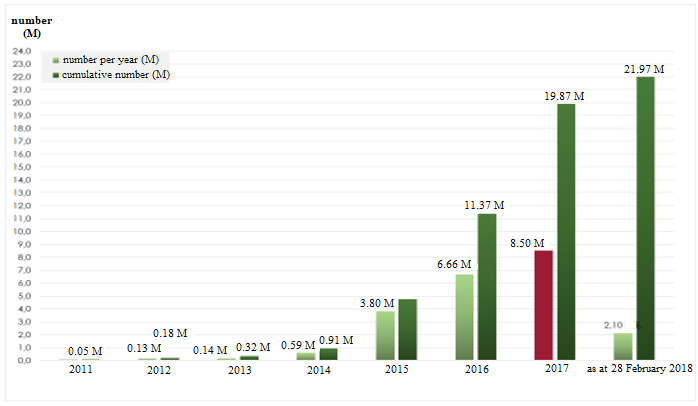 number
(M)
24,0
23,0
22,0
21,0
20,0
19,0
18,0
17,0
16,0
15,0
14,0
13,0
12,0
11,0
10,0
9,0
8,0
7,0
6,0
5,0
4,0
3,0
2,0
1,0
0,0
number per year (M)
cumulative number (M)
0.05 M
0.13 M
0.18 M
0.14 M
0.32 M
0.59 M
0.91 M
3.80 M
6.66 M
11.37 M
8.50 M
19.87 M
2,10
21.97 M
2011
2012
2013
2014
2015
2016
2017
as at 28 February 2018